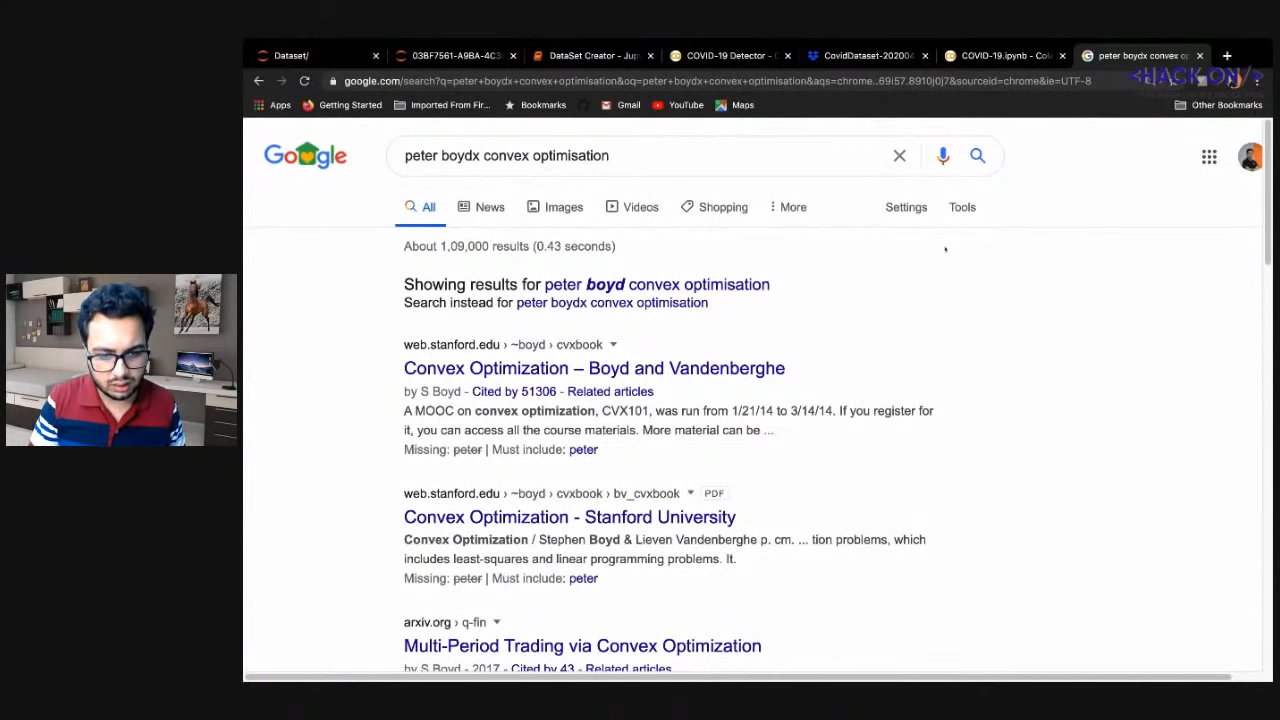 Dataset/
03BF7561-A9BA-4C3
DataSet Creator - Jup
COVID-19 Detector - C
CovidDataset-202004
COVID-19.ipynb - Col
peter boydx convex op
<HACK ON/>
google.com/search?q=peter+boydx+convex+optimisation&oq=peter+boydx+convex+optimisation&aqs=chrome..69i57.8910j0j7&sourceid=chrome&ie=UTF-8
Apps
Getting Started
Imported From Fir...
Bookmarks
Gmail
YouTube
Maps
Other Bookmarks
Google
peter boydx convex optimisation
All
News
Images
Videos
Shopping
More
Settings
Tools
About 1,09,000 results (0.43 seconds)
Showing results for peter boyd convex optimisation
Search instead for peter boydx convex optimisation
web.stanford.edu › ~boyd › cvxbook
Convex Optimization – Boyd and Vandenberghe
by S Boyd - Cited by 51306 - Related articles
A MOOC on convex optimization, CVX101, was run from 1/21/14 to 3/14/14. If you register for
it, you can access all the course materials. More material can be ...
Missing: peter | Must include: peter
web.stanford.edu › ~boyd › cvxbook › bv_cvxbook PDF
Convex Optimization - Stanford University
Convex Optimization / Stephen Boyd & Lieven Vandenberghe p. cm. ... tion problems, which
includes least-squares and linear programming problems. It.
Missing: peter | Must include: peter
arxiv.org › q-fin
Multi-Period Trading via Convex Optimization
by S Boyd - 2017 - Cited by 43 - Related articles